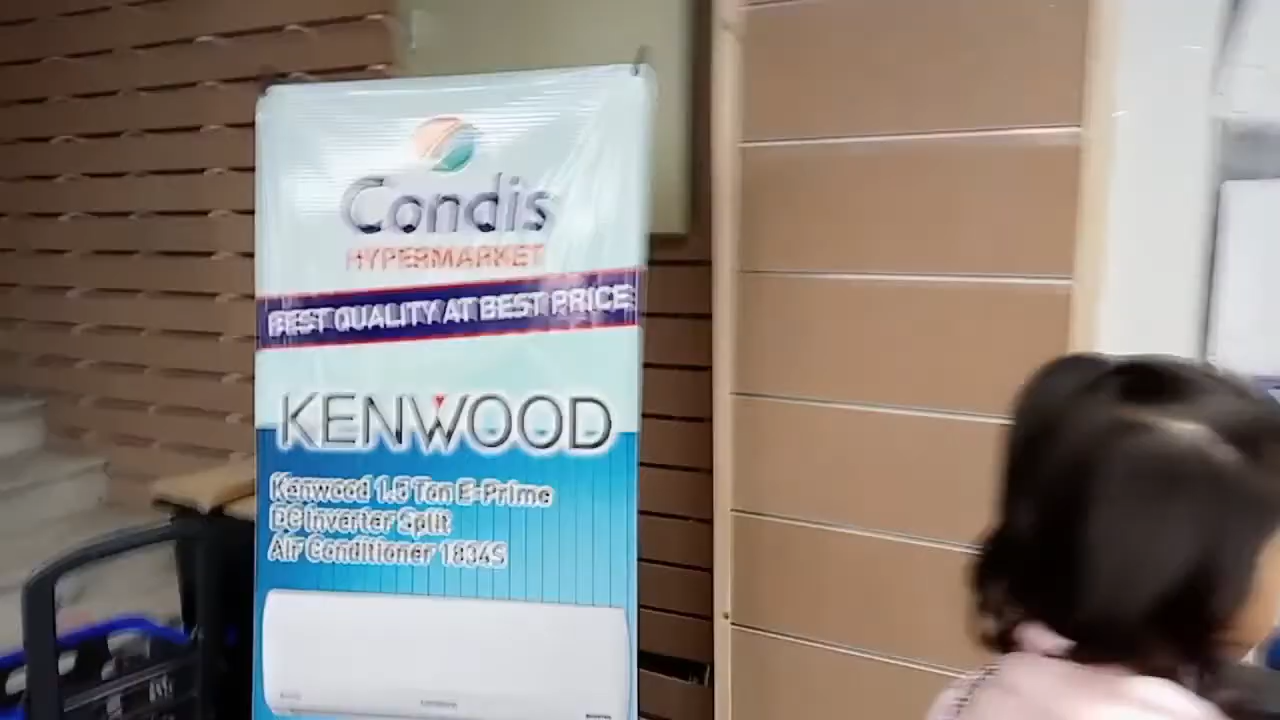 Condis
HYPERMARKET
BEST QUALITY AT BEST PRICE
KENWOOD
Kenwood 1.5 Ton E-Prime
DC Inverter Split
Air Conditioner 1834S